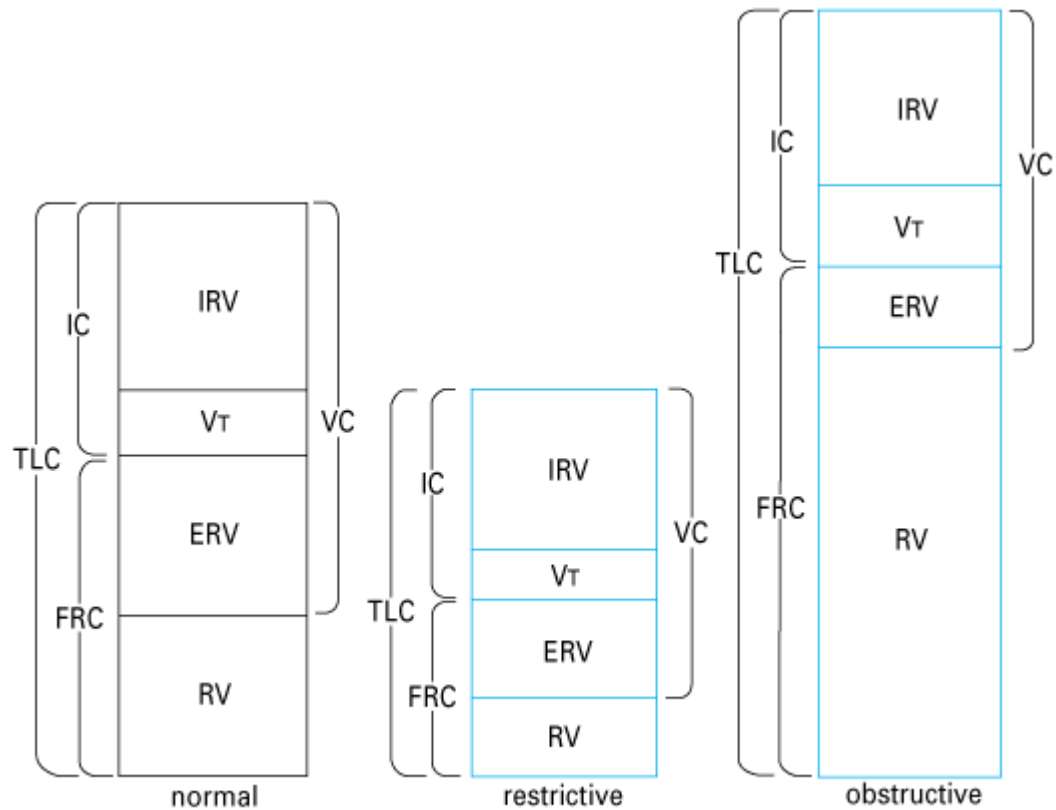 TLC
IC
FRC
IRV
VT
ERV
RV
VC
normal
TLC
IC
FRC
IRV
VT
ERV
RV
VC
restrictive
TLC
IC
FRC
IRV
VT
ERV
RV
VC
obstructive